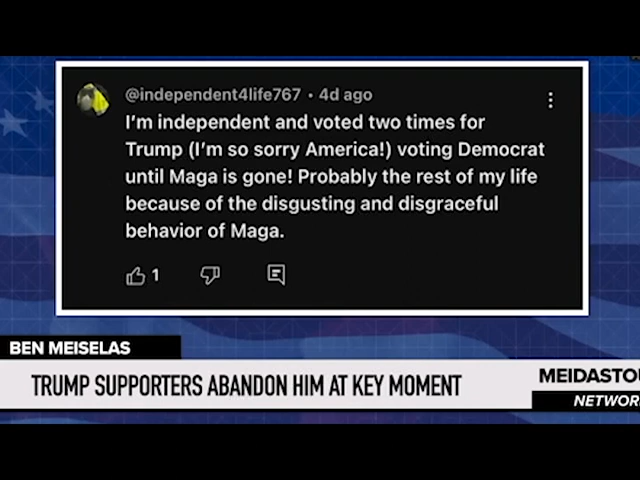 @independent4life767 • 4d ago
I'm independent and voted two times for
Trump (I'm so sorry America!) voting Democrat
until Maga is gone! Probably the rest of my life
because of the disgusting and disgraceful
behavior of Maga.
1
BEN MEISELAS
TRUMP SUPPORTERS ABANDON HIM AT KEY MOMENT
MEIDASTOU
NETWOR